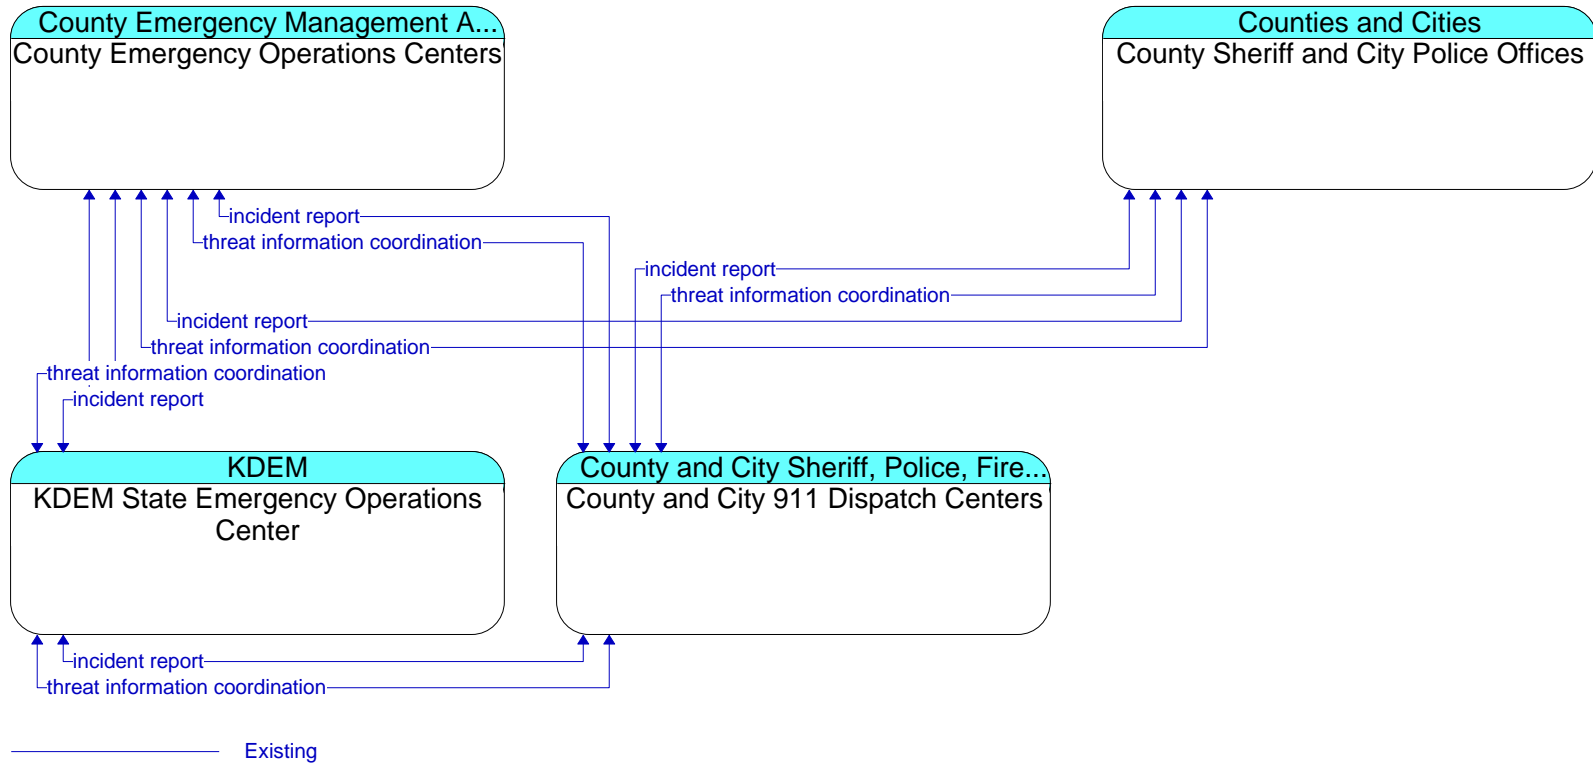 County Emergency Management A...
County Emergency Operations Centers
Counties and Cities
County Sheriff and City Police Offices
incident report
threat information coordination
incident report
threat information coordination
incident report
threat information coordination
threat information coordination
incident report
KDEM
KDEM State Emergency Operations
Center
County and City Sheriff, Police, Fire...
County and City 911 Dispatch Centers
incident report
threat information coordination
Existing